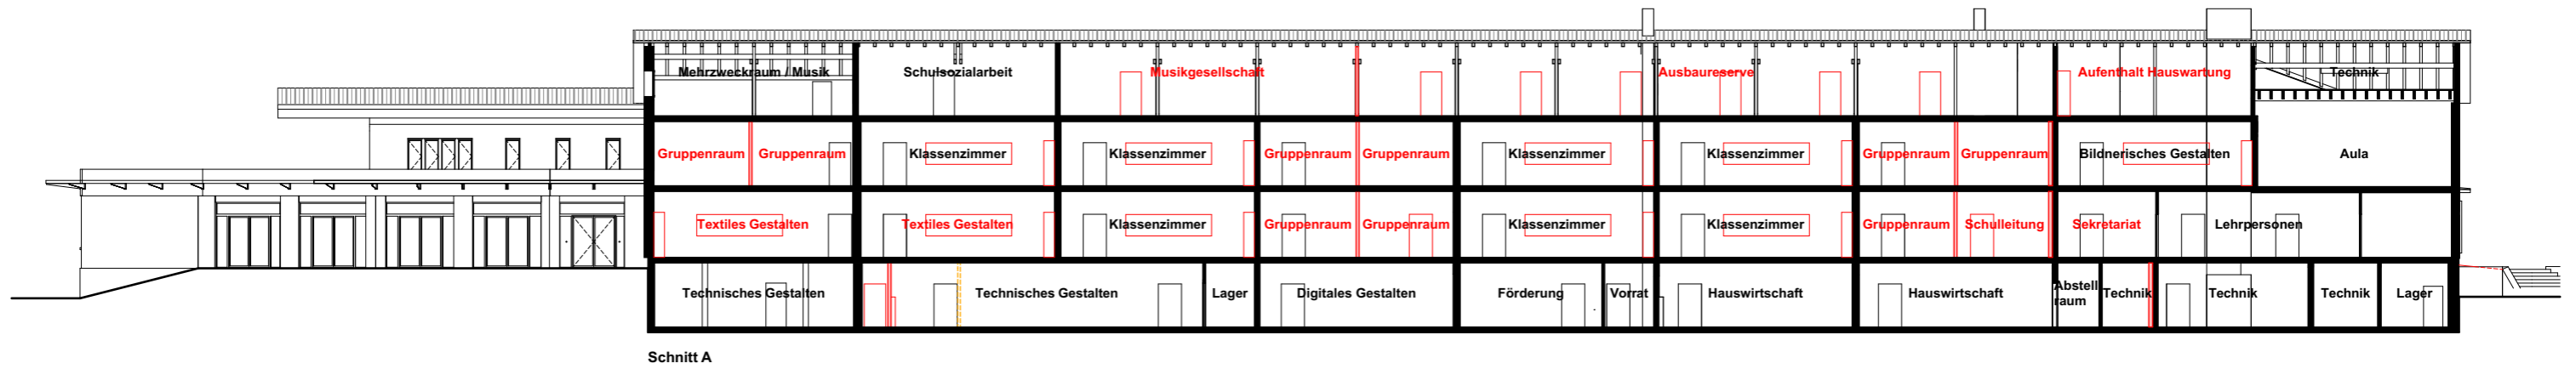 Mehrzweckraum / Musik
Schulsozialarbeit
Musikgesellschaft
Ausbaureserve
Aufenthalt Hauswartung
Technik
Gruppenraum
Gruppenraum
Klassenzimmer
Klassenzimmer
Gruppenraum
Gruppenraum
Klassenzimmer
Klassenzimmer
Gruppenraum
Gruppenraum
Bildnerisches Gestalten
Aula
Textiles Gestalten
Textiles Gestalten
Klassenzimmer
Gruppenraum
Gruppenraum
Klassenzimmer
Klassenzimmer
Gruppenraum
Schulleitung
Sekretariat
Lehrpersonen
Technisches Gestalten
Technisches Gestalten
Lager
Digitales Gestalten
Förderung
Vorrat
Hauswirtschaft
Hauswirtschaft
Abstell
raum
Technik
Technik
Technik
Lager
Schnitt A